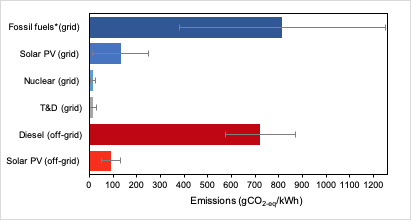 Fossil fuels*(grid)
Solar PV (grid)
Nuclear (grid)
T&D (grid)
Diesel (off-grid)
Solar PV (off-grid)
0 100 200 300 400 500 600 700 800 900 1000 1100 1200
Emissions (gCO2-eq/kWh)